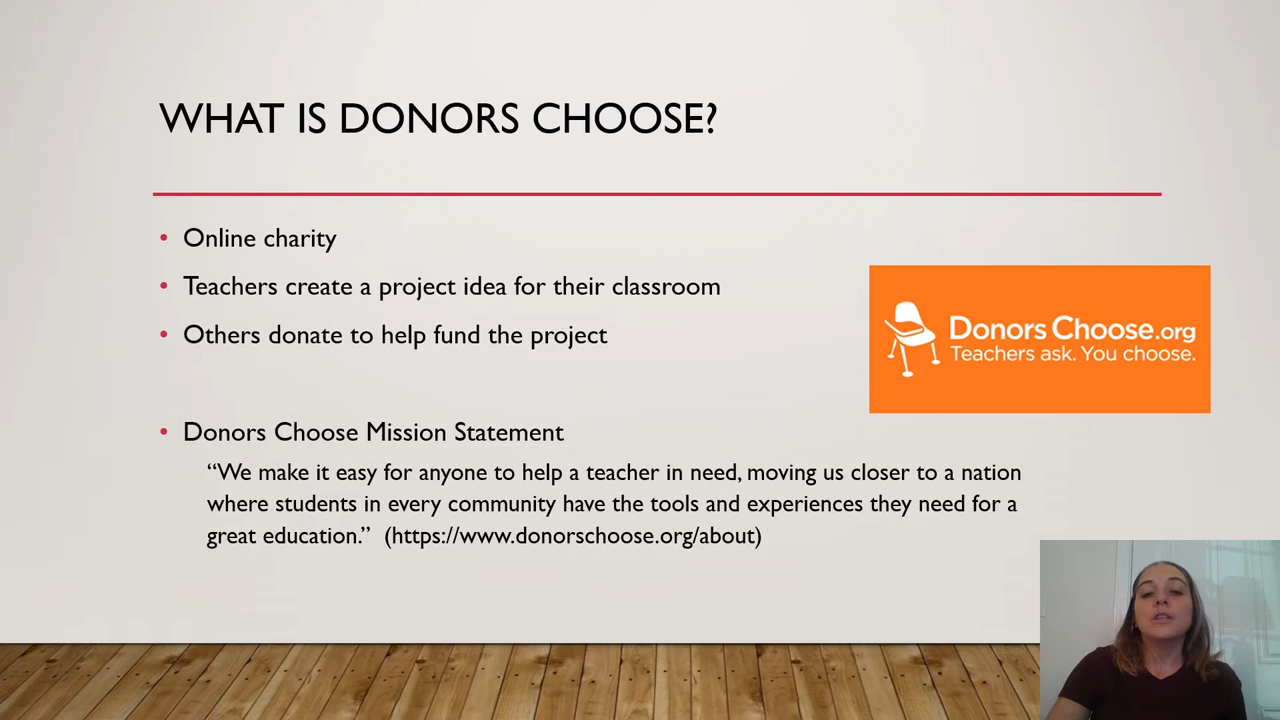 WHAT IS DONORS CHOOSE?
• Online charity
• Teachers create a project idea for their classroom
• Others donate to help fund the project
DonorsChoose.org
Teachers ask. You choose.
• Donors Choose Mission Statement
“We make it easy for anyone to help a teacher in need, moving us closer to a nation
where students in every community have the tools and experiences they need for a
great education.” (https://www.donorschoose.org/about)